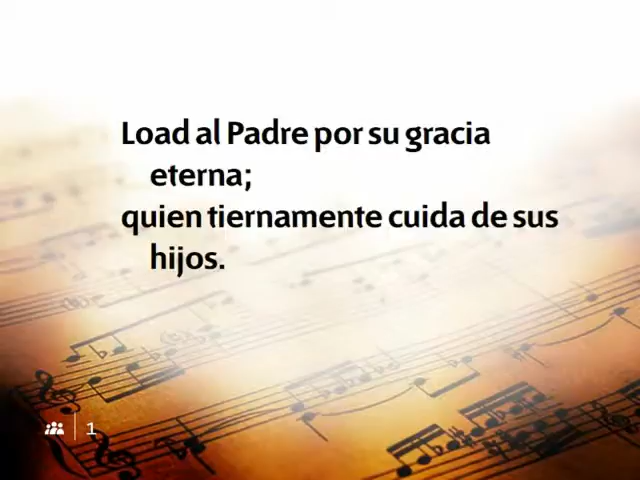 Load al Padre por su gracia
eterna;
quien tiernamente cuida de sus
hijos.
1